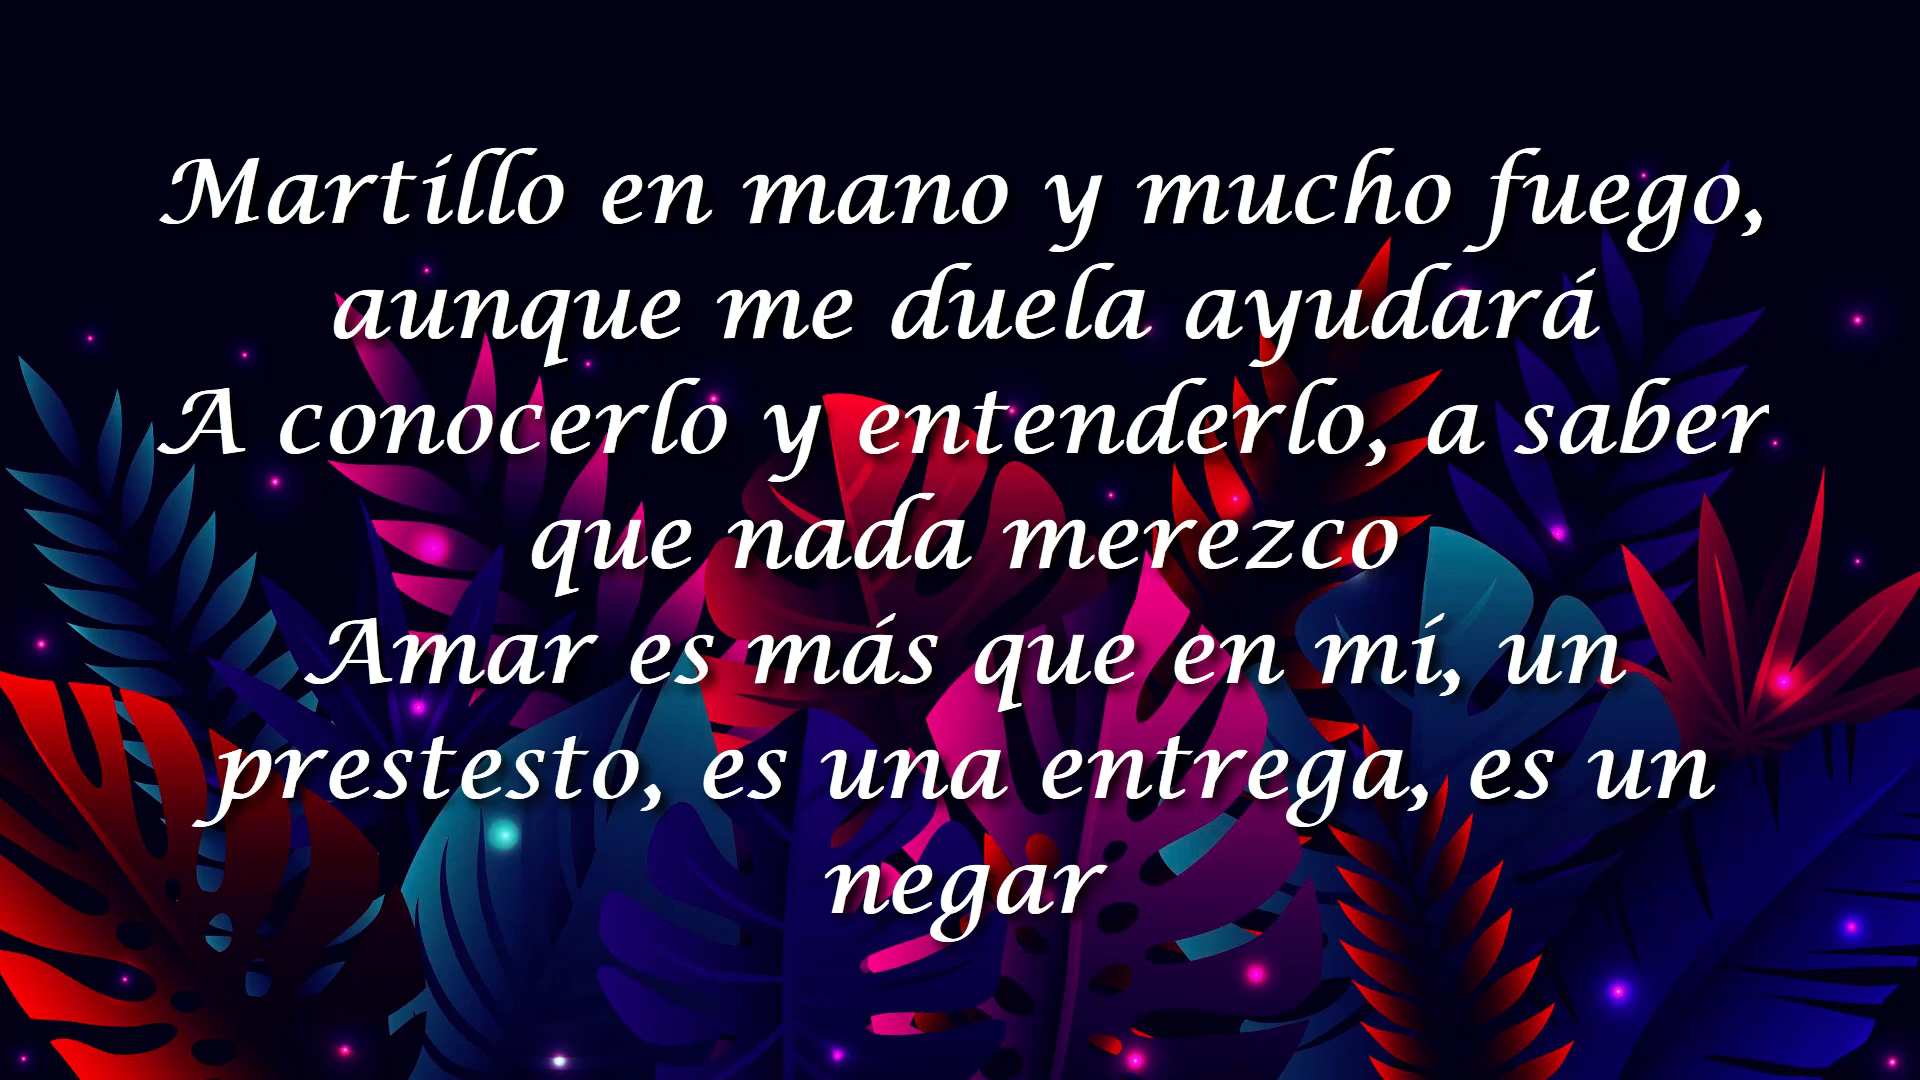 Martillo en mano y mucho fuego,
aunque me duela ayudará
A conocerlo y entenderlo, a saber
que nada merezco
Amar es más que en mí, un
prestesto, es una entrega, es un
negar